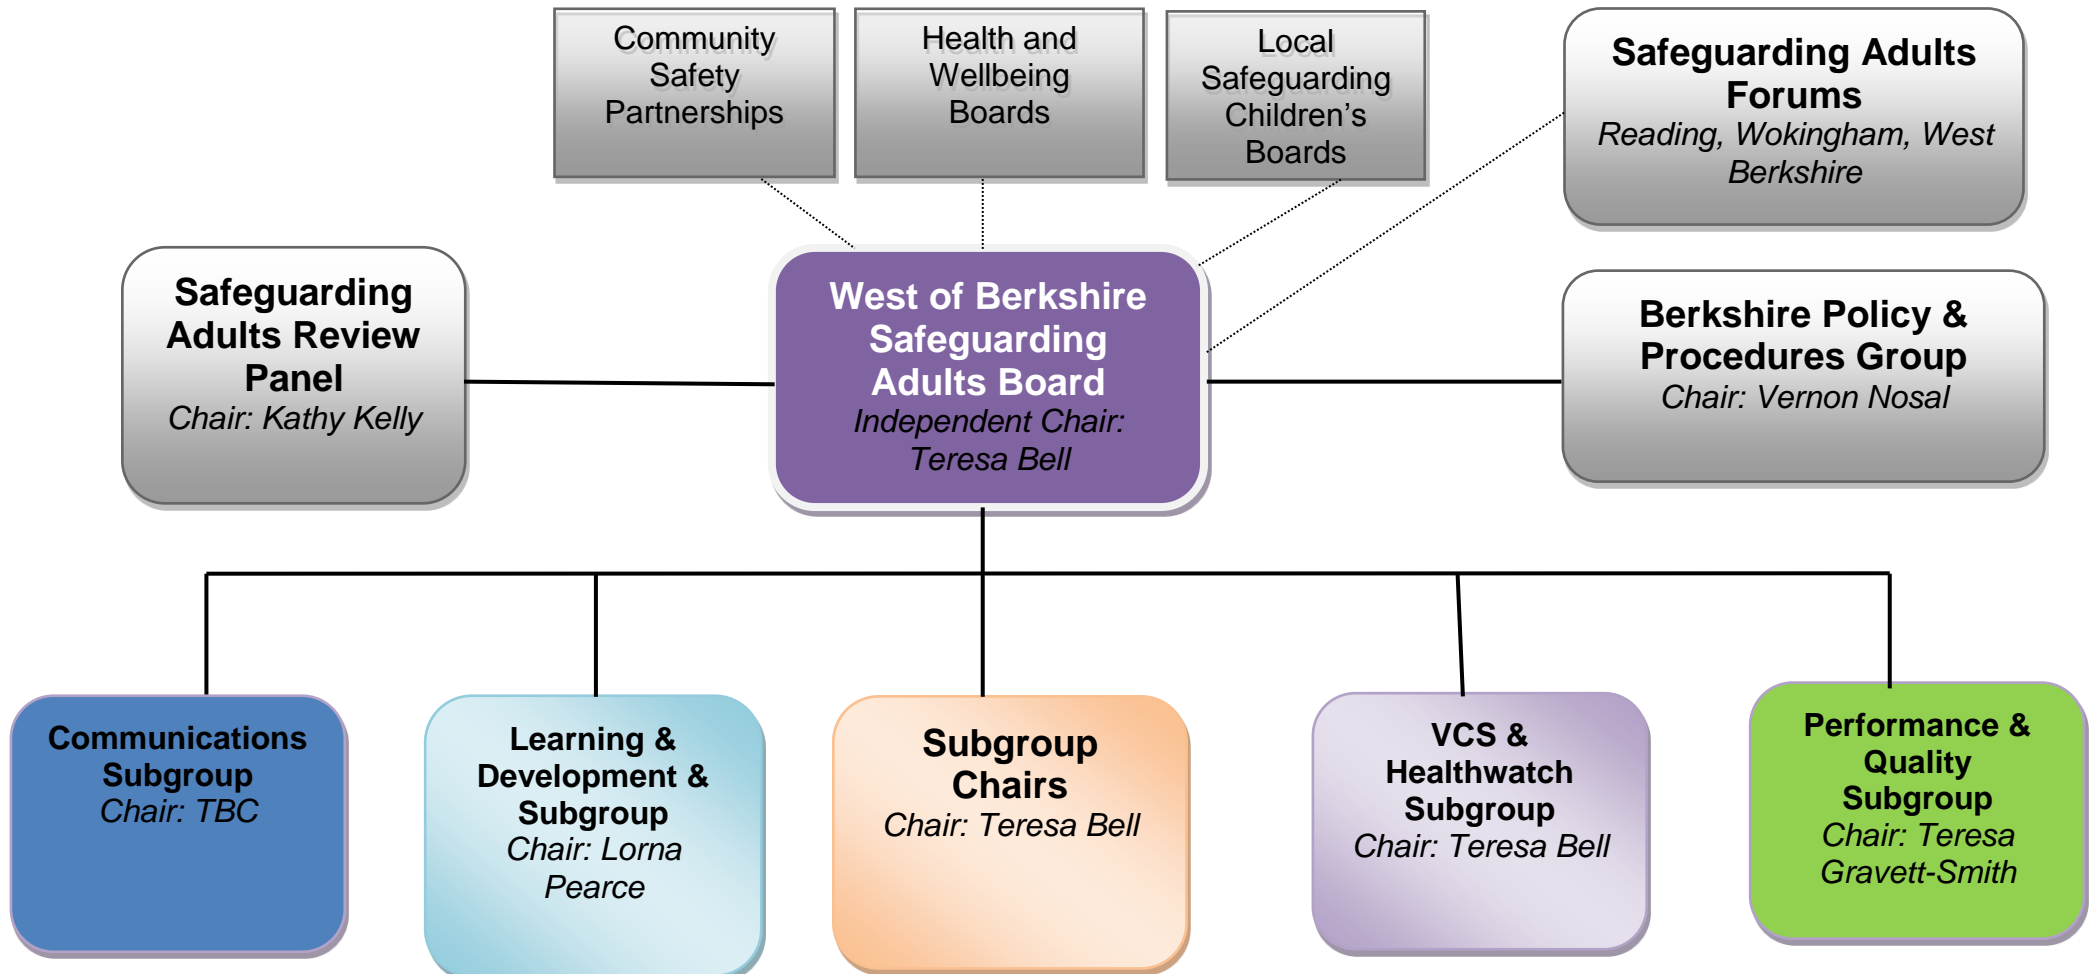 Community
Safety
Partnerships
Health and
Wellbeing
Boards
Local
Safeguarding
Children’s
Boards
Safeguarding Adults
Forums
Reading, Wokingham, West
Berkshire
Safeguarding
Adults Review
Panel
Chair: Kathy Kelly
West of Berkshire
Safeguarding
Adults Board
Independent Chair:
Teresa Bell
Berkshire Policy &
Procedures Group
Chair: Vernon Nosal
Communications
Subgroup
Chair: TBC
Learning &
Development &
Subgroup
Chair: Lorna
Pearce
Subgroup
Chairs
Chair: Teresa Bell
VCS &
Healthwatch
Subgroup
Chair: Teresa Bell
Performance &
Quality
Subgroup
Chair: Teresa
Gravett-Smith